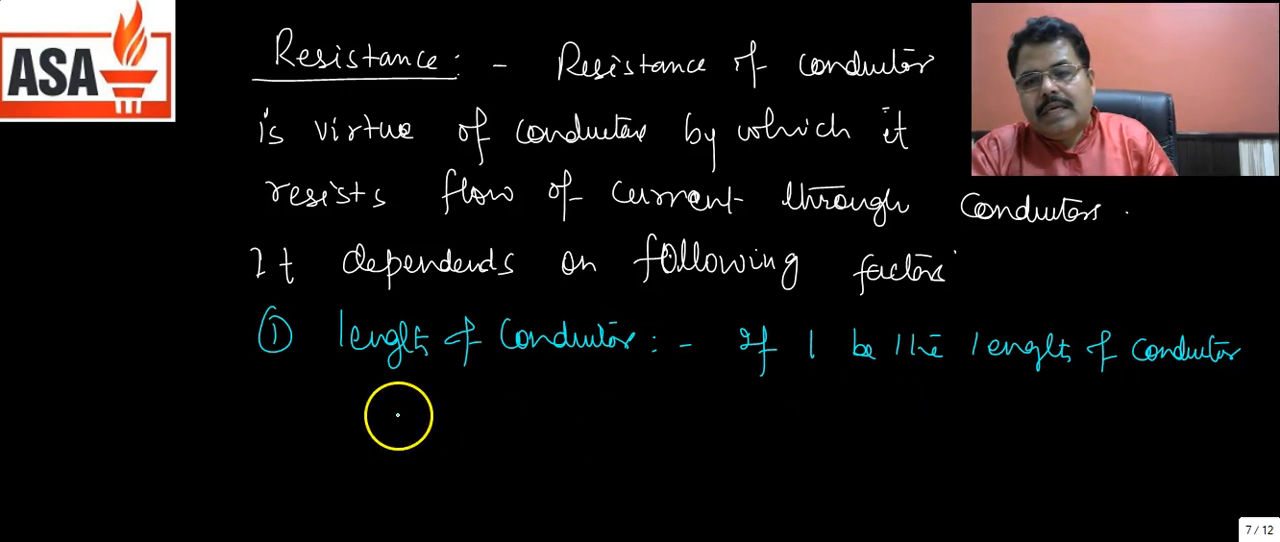 ASA
Resistance : - Resistance of conductor
is virtue of conductor by which it
resists flow of current through conductors.
It dependends on following factors
① length of conductor : - If l be the length of conductor
7 / 12